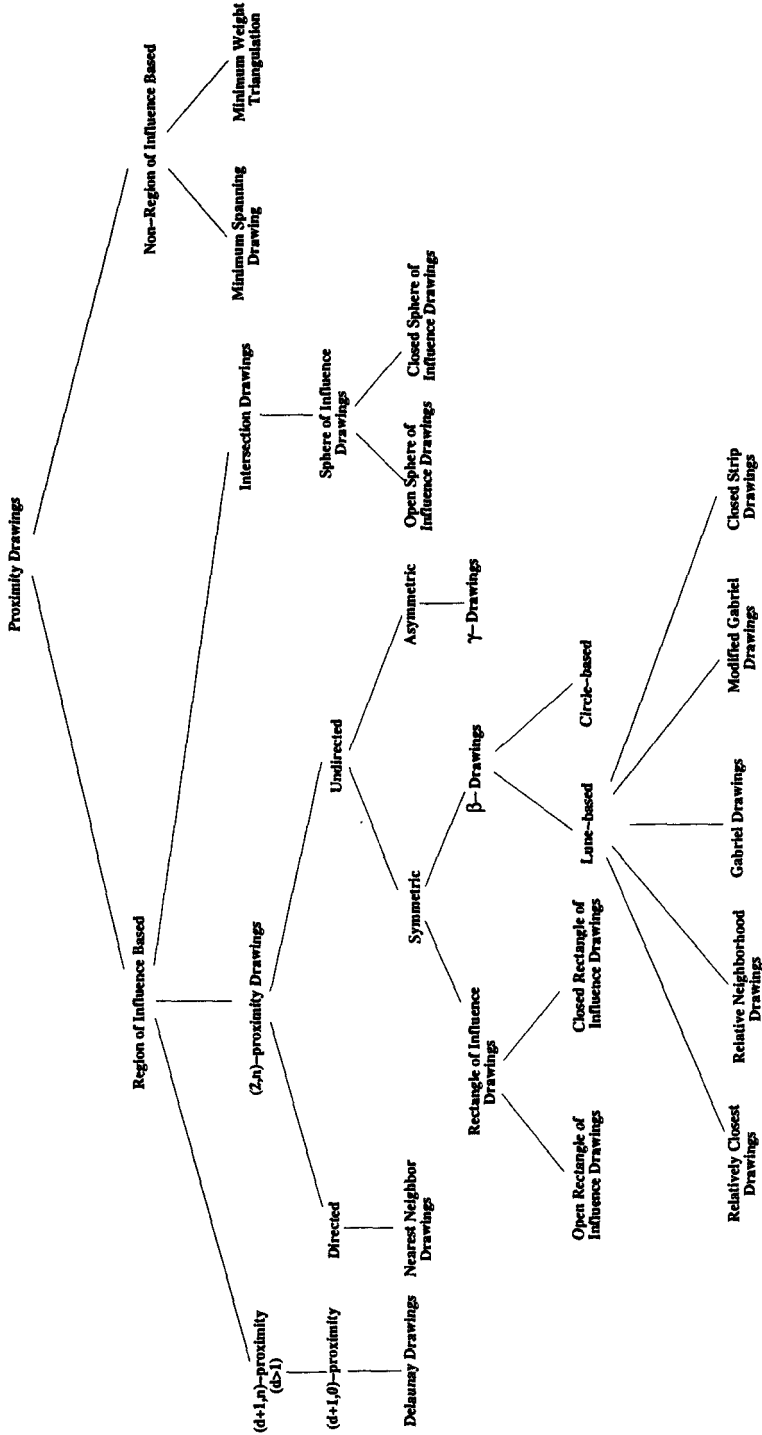 Proximity Drawings
Region of Influence Based
Non-Region of Influence Based
(d+1,n)-proximity
(d>1)
(2,n)-proximity Drawings
Intersection Drawings
Minimum Spanning
Drawing
Minimum Weight
Triangulation
(d+1,0)-proximity
Directed
Undirected
Sphere of Influence
Drawings
Delaunay Drawings
Nearest Neighbor
Drawings
Symmetric
Asymmetric
Open Sphere of
Influence Drawings
Closed Sphere of
Influence Drawings
Rectangle of Influence
Drawings
β-Drawings
γ-Drawings
Open Rectangle of
Influence Drawings
Closed Rectangle of
Influence Drawings
Lune-based
Circle-based
Relatively Closest
Drawings
Relative Neighborhood
Drawings
Gabriel Drawings
Modified Gabriel
Drawings
Closed Strip
Drawings